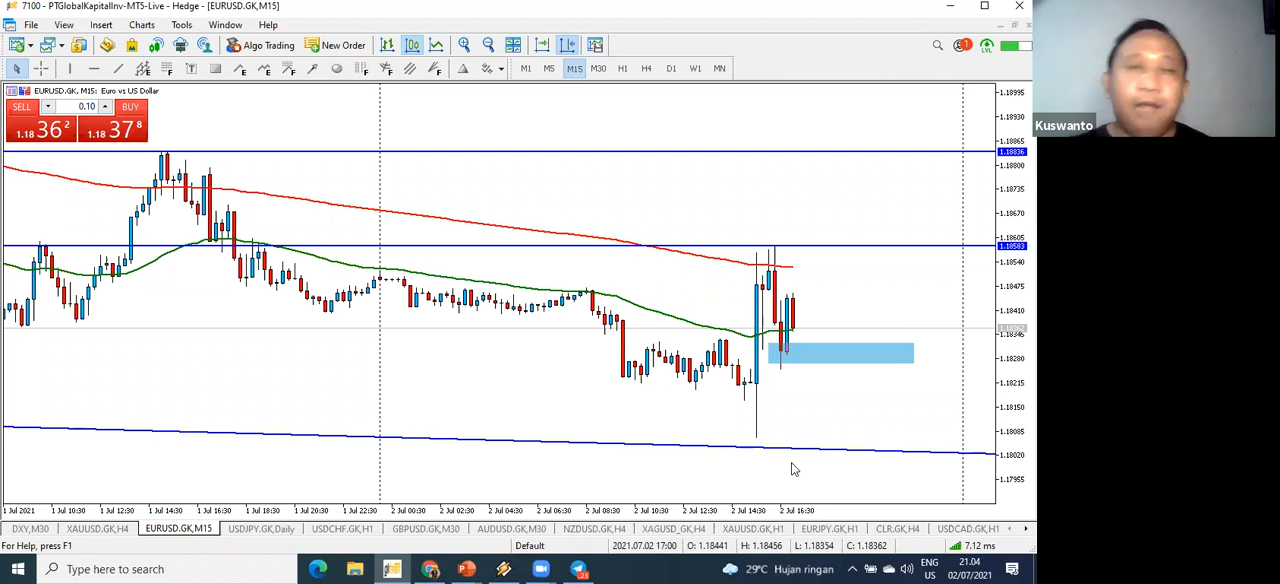 7100 - PTGlobalKapitalInv-MT5-Live - Hedge - [EURUSD.GK,M15]
File View Insert Charts Tools Window Help
Algo Trading New Order
M1 M5 M15 M30 H1 H4 D1 W1 MN
EURUSD.GK, M15: Euro vs US Dollar
SELL 0.10 BUY
1.18 36 2 1.18 37 8
Kuswanto
1.18995
1.18930
1.18865
1.18836
1.18800
1.18735
1.18670
1.18605
1.18583
1.18540
1.18475
1.18410
1.18362
1.18345
1.18280
1.18215
1.18150
1.18085
1.18020
1.17955
1 Jul 2021 1 Jul 10:30 1 Jul 12:30 1 Jul 14:30 1 Jul 16:30 1 Jul 18:30 1 Jul 20:30 1 Jul 22:30 2 Jul 00:30 2 Jul 02:30 2 Jul 04:30 2 Jul 06:30 2 Jul 08:30 2 Jul 10:30 2 Jul 12:30 2 Jul 14:30 2 Jul 16:30
DXY,M30 XAUUSD.GK,H4 EURUSD.GK,M15 USDJPY.GK,Daily USDCHF.GK,H1 GBPUSD.GK,M30 AUDUSD.GK,M30 NZDUSD.GK,H4 XAGUSD_GK,H4 XAUUSD.GK,H1 EURJPY.GK,H1 CLR.GK,H4 USDCAD.GK,H1
For Help, press F1 Default 2021.07.02 17:00 O: 1.18441 H: 1.18456 L: 1.18354 C: 1.18362 7.12 ms
Type here to search 29°C Hujan ringan ENG US 21.04 02/07/2021